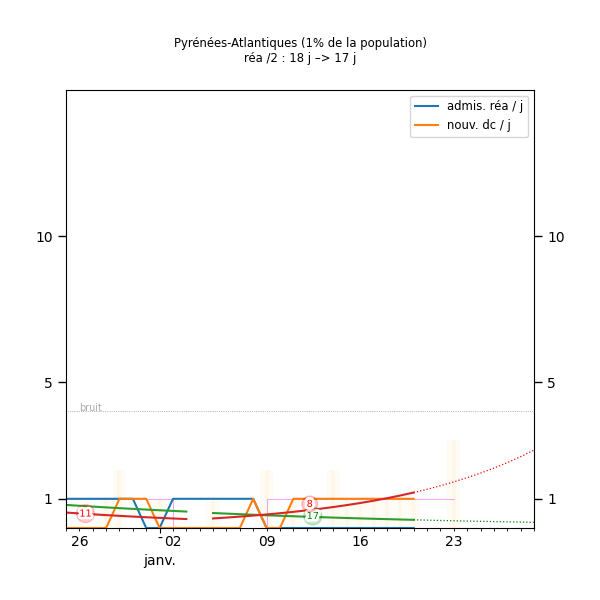 Pyrénées-Atlantiques (1% de la population)
réa /2 : 18 j –> 17 j
admis. réa / j
nouv. dc / j
10 10
5 5
bruit
1 1
11 8 17
26 02 09 16 23
janv.